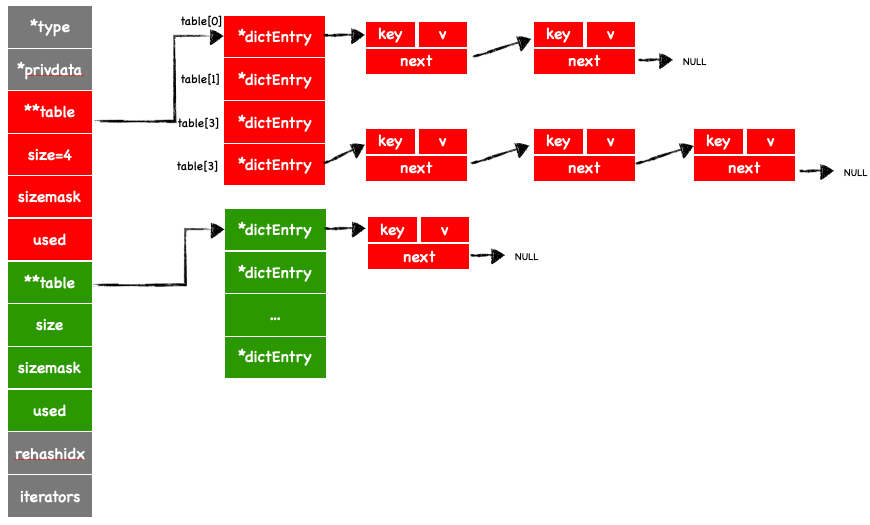 *type
*privdata
**table
size=4
sizemask
used
**table
size
sizemask
used
rehashidx
iterators
table[0]
*dictEntry
table[1]
*dictEntry
table[3]
*dictEntry
table[3]
*dictEntry
key v
next
key v
next
NULL
key v
next
key v
next
key v
next
NULL
*dictEntry
*dictEntry
...
*dictEntry
key v
next
NULL